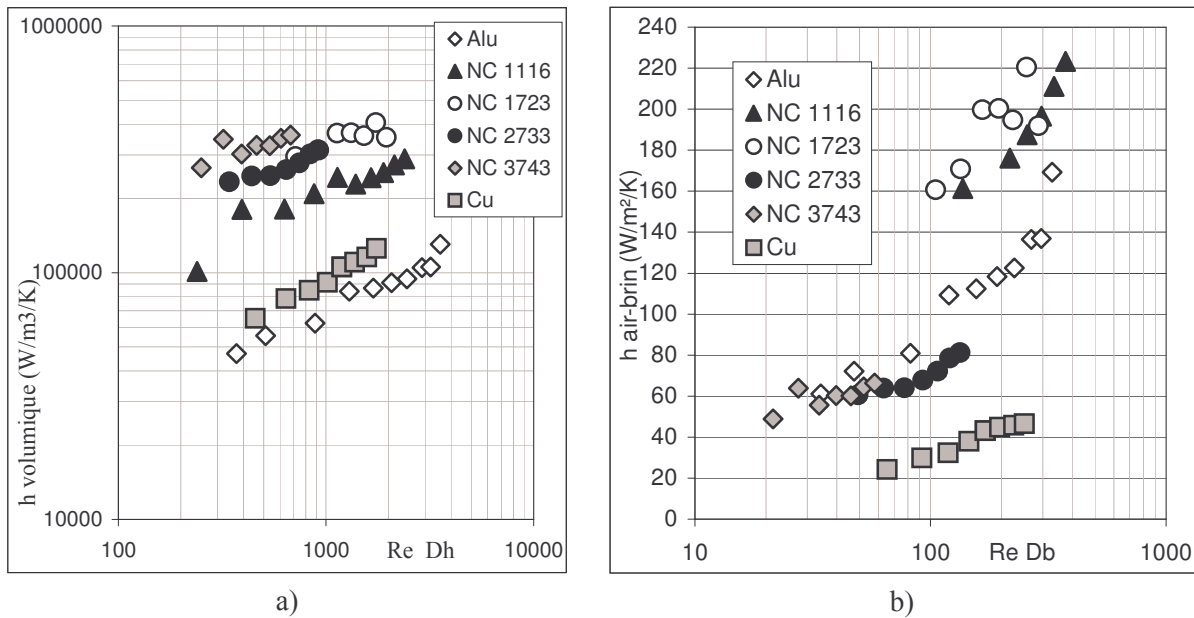 1000000
100000
10000
h volumique (W/m3/K)
100
1000
10000
Re Dh
Alu
NC 1116
NC 1723
NC 2733
NC 3743
Cu
a)
240
220
200
180
160
140
120
100
80
60
40
20
0
h air-brin (W/m²/K)
10
100
1000
Re Db
Alu
NC 1116
NC 1723
NC 2733
NC 3743
Cu
b)